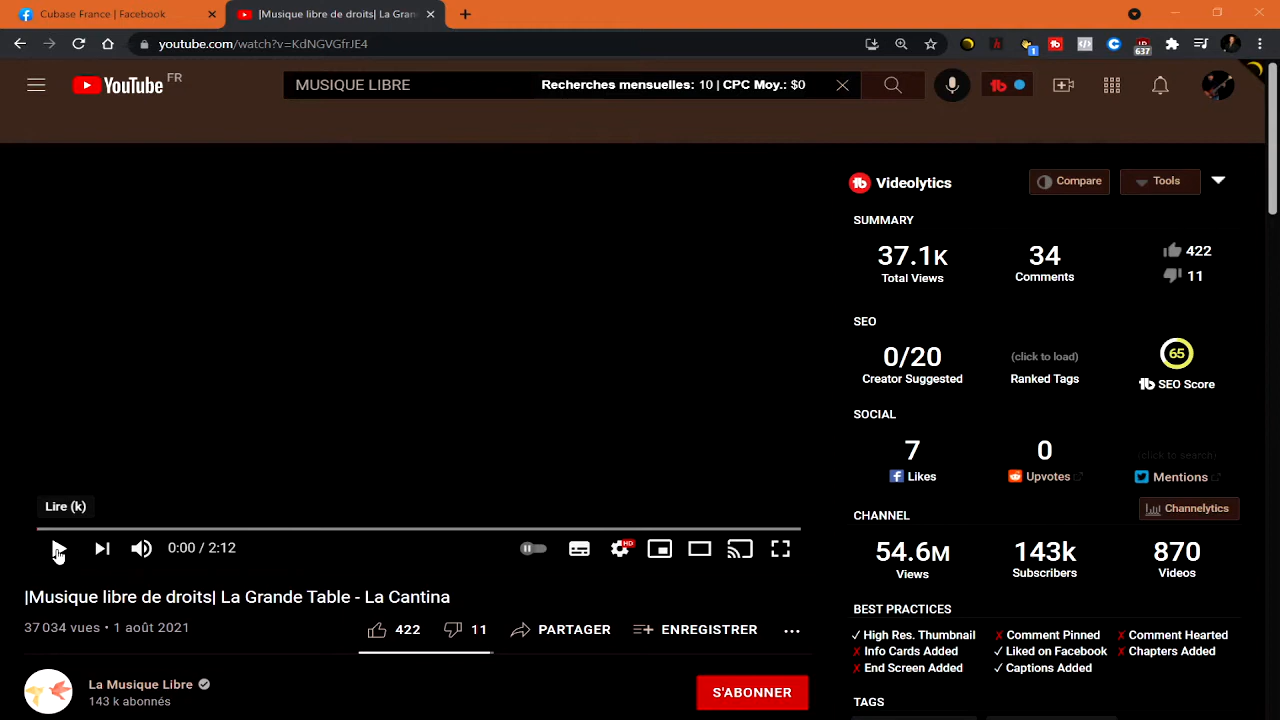 Cubase France | Facebook
|Musique libre de droits| La Gran
youtube.com/watch?v=KdNGVGfrJE4
1
637
YouTube FR
MUSIQUE LIBRE
Recherches mensuelles: 10 | CPC Moy.: $0
Videolytics
Compare
Tools
SUMMARY
37.1K
Total Views
34
Comments
422
11
SEO
0/20
Creator Suggested
(click to load)
Ranked Tags
65
SEO Score
SOCIAL
7
Likes
0
Upvotes
(click to search)
Mentions
Channelytics
CHANNEL
54.6M
Views
143k
Subscribers
870
Videos
BEST PRACTICES
✓ High Res. Thumbnail
✗ Comment Pinned
✗ Comment Hearted
✗ Info Cards Added
✓ Liked on Facebook
✗ Chapters Added
✗ End Screen Added
✓ Captions Added
TAGS
Lire (k)
0:00 / 2:12
HD
|Musique libre de droits| La Grande Table - La Cantina
37 034 vues • 1 août 2021
422
11
PARTAGER
ENREGISTRER
La Musique Libre
143 k abonnés
S'ABONNER